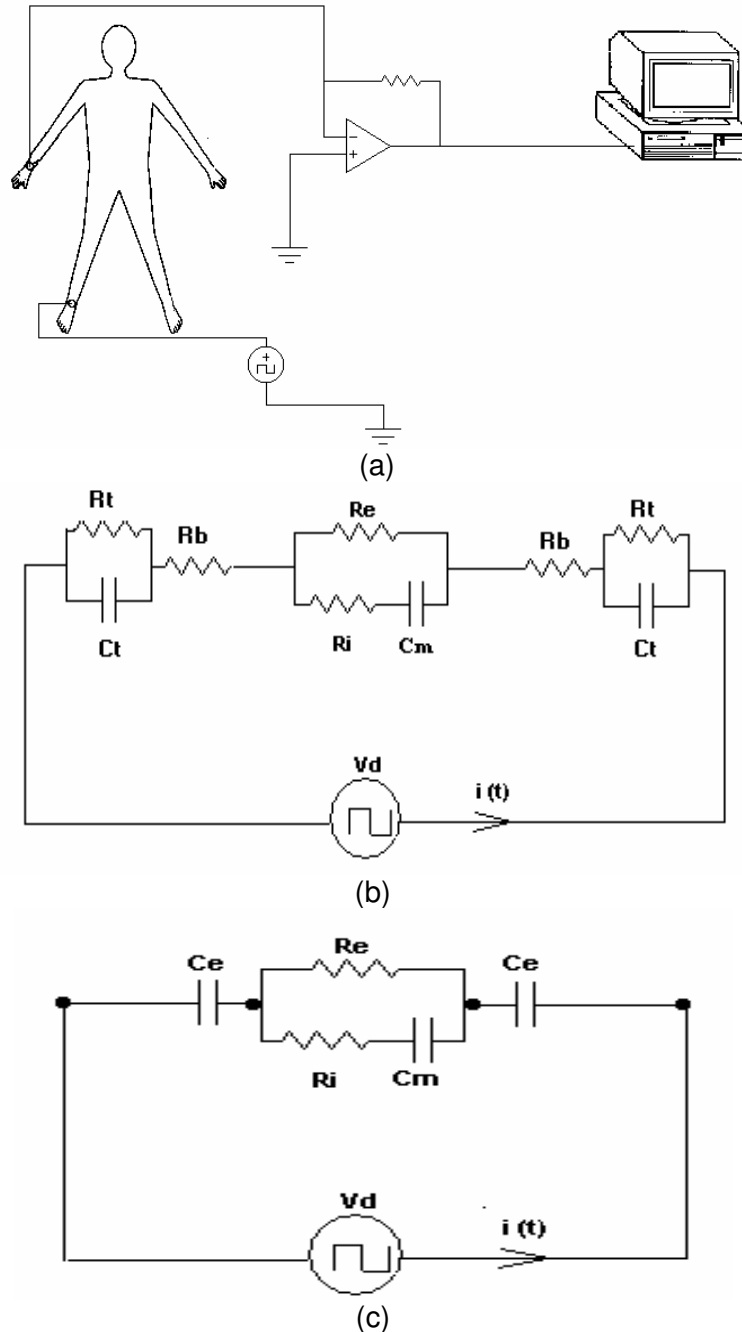 −
+
+
(a)
Rt
Re
Rt
Rb
Rb
Ct
Ri
Cm
Ct
Vd
i (t)
(b)
Re
Ce
Ce
Ri
Cm
Vd
i (t)
(c)